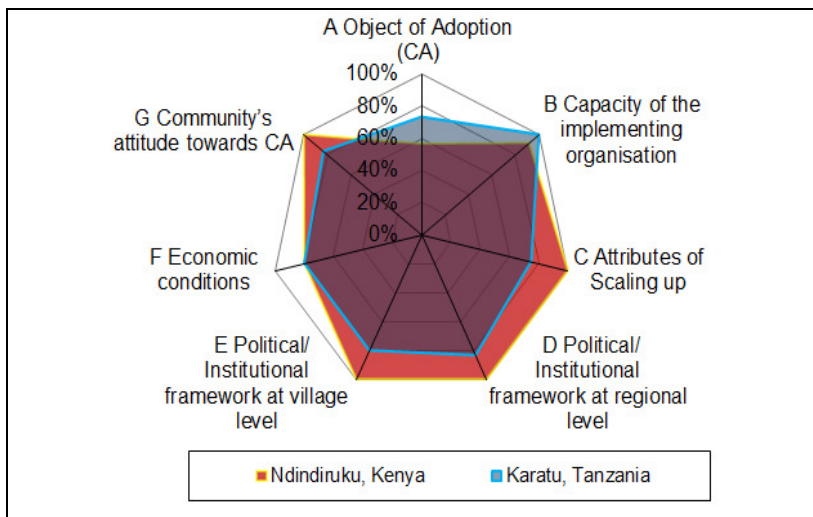 A Object of Adoption
(CA)
100%
80%
60%
40%
20%
0%
B Capacity of the
implementing
organisation
C Attributes of
Scaling up
D Political/
Institutional
framework at regional
level
E Political/
Institutional
framework at village
level
F Economic
conditions
G Community's
attitude towards CA
Ndindiruku, Kenya
Karatu, Tanzania